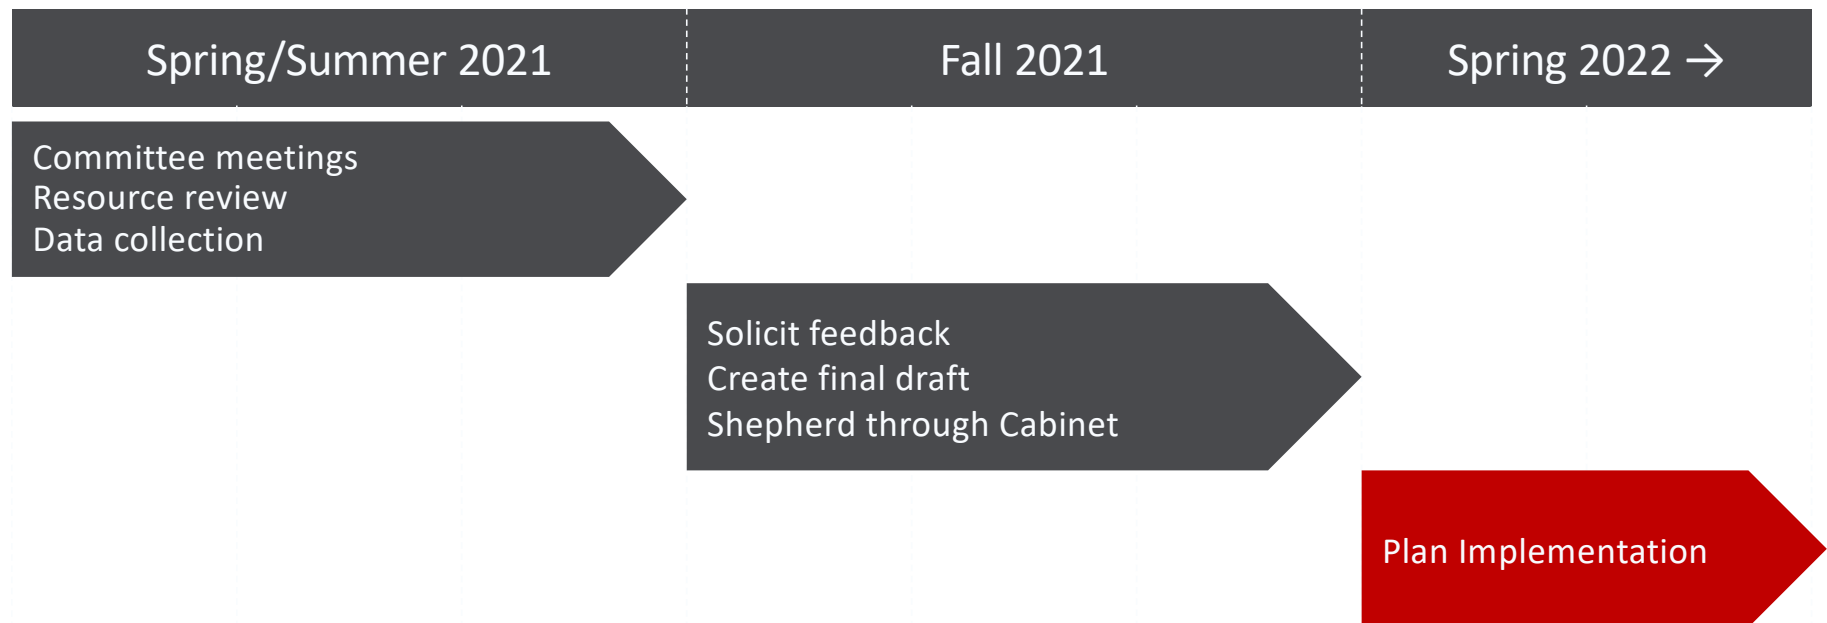 Spring/Summer 2021
Fall 2021
Spring 2022 →
Committee meetings
Resource review
Data collection
Solicit feedback
Create final draft
Shepherd through Cabinet
Plan Implementation